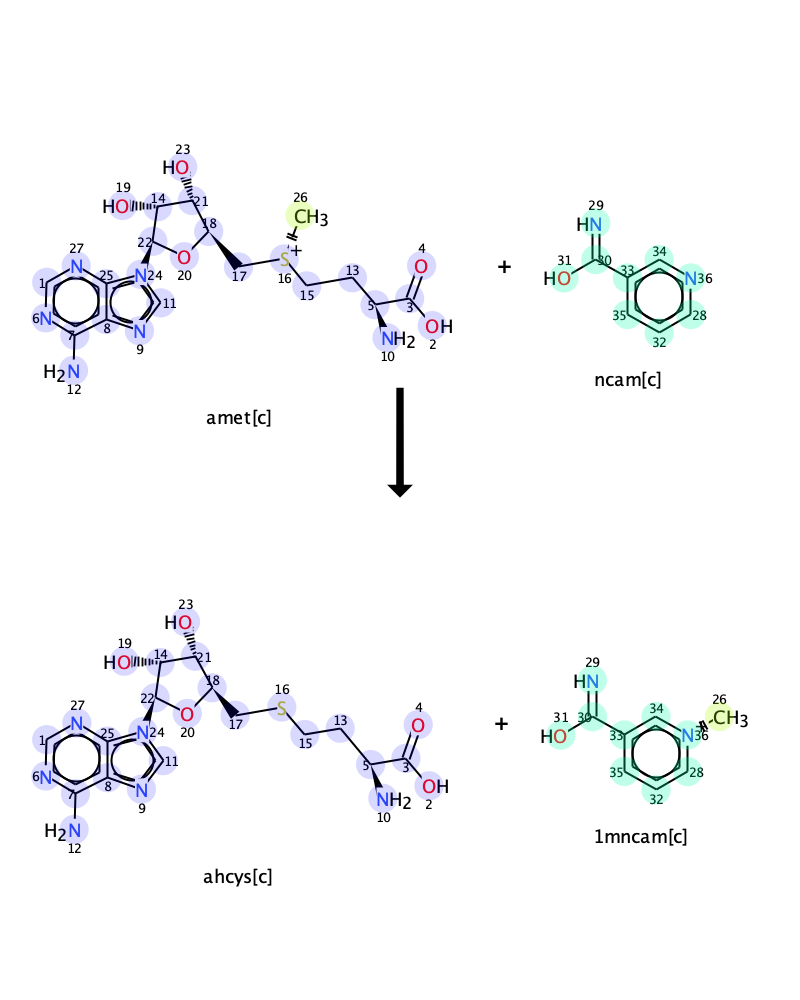 23
HO
19
HO
14
21
18
26
CH3
+
22
O
20
17
S
16
15
13
4
O
5
3
OH
2
NH2
10
27
N
25
N
24
1
N
6
7
8
N
9
11
H2N
12
amet[c]
+
29
HN
31
HO
30
33
34
N
36
35
28
32
ncam[c]
23
HO
19
HO
14
21
18
16
S
22
O
20
17
15
13
4
O
5
3
OH
2
NH2
10
27
N
25
N
24
1
N
6
7
8
N
9
11
H2N
12
ahcys[c]
+
29
HN
31
HO
30
33
34
N
36
26
CH3
35
28
32
1mncam[c]